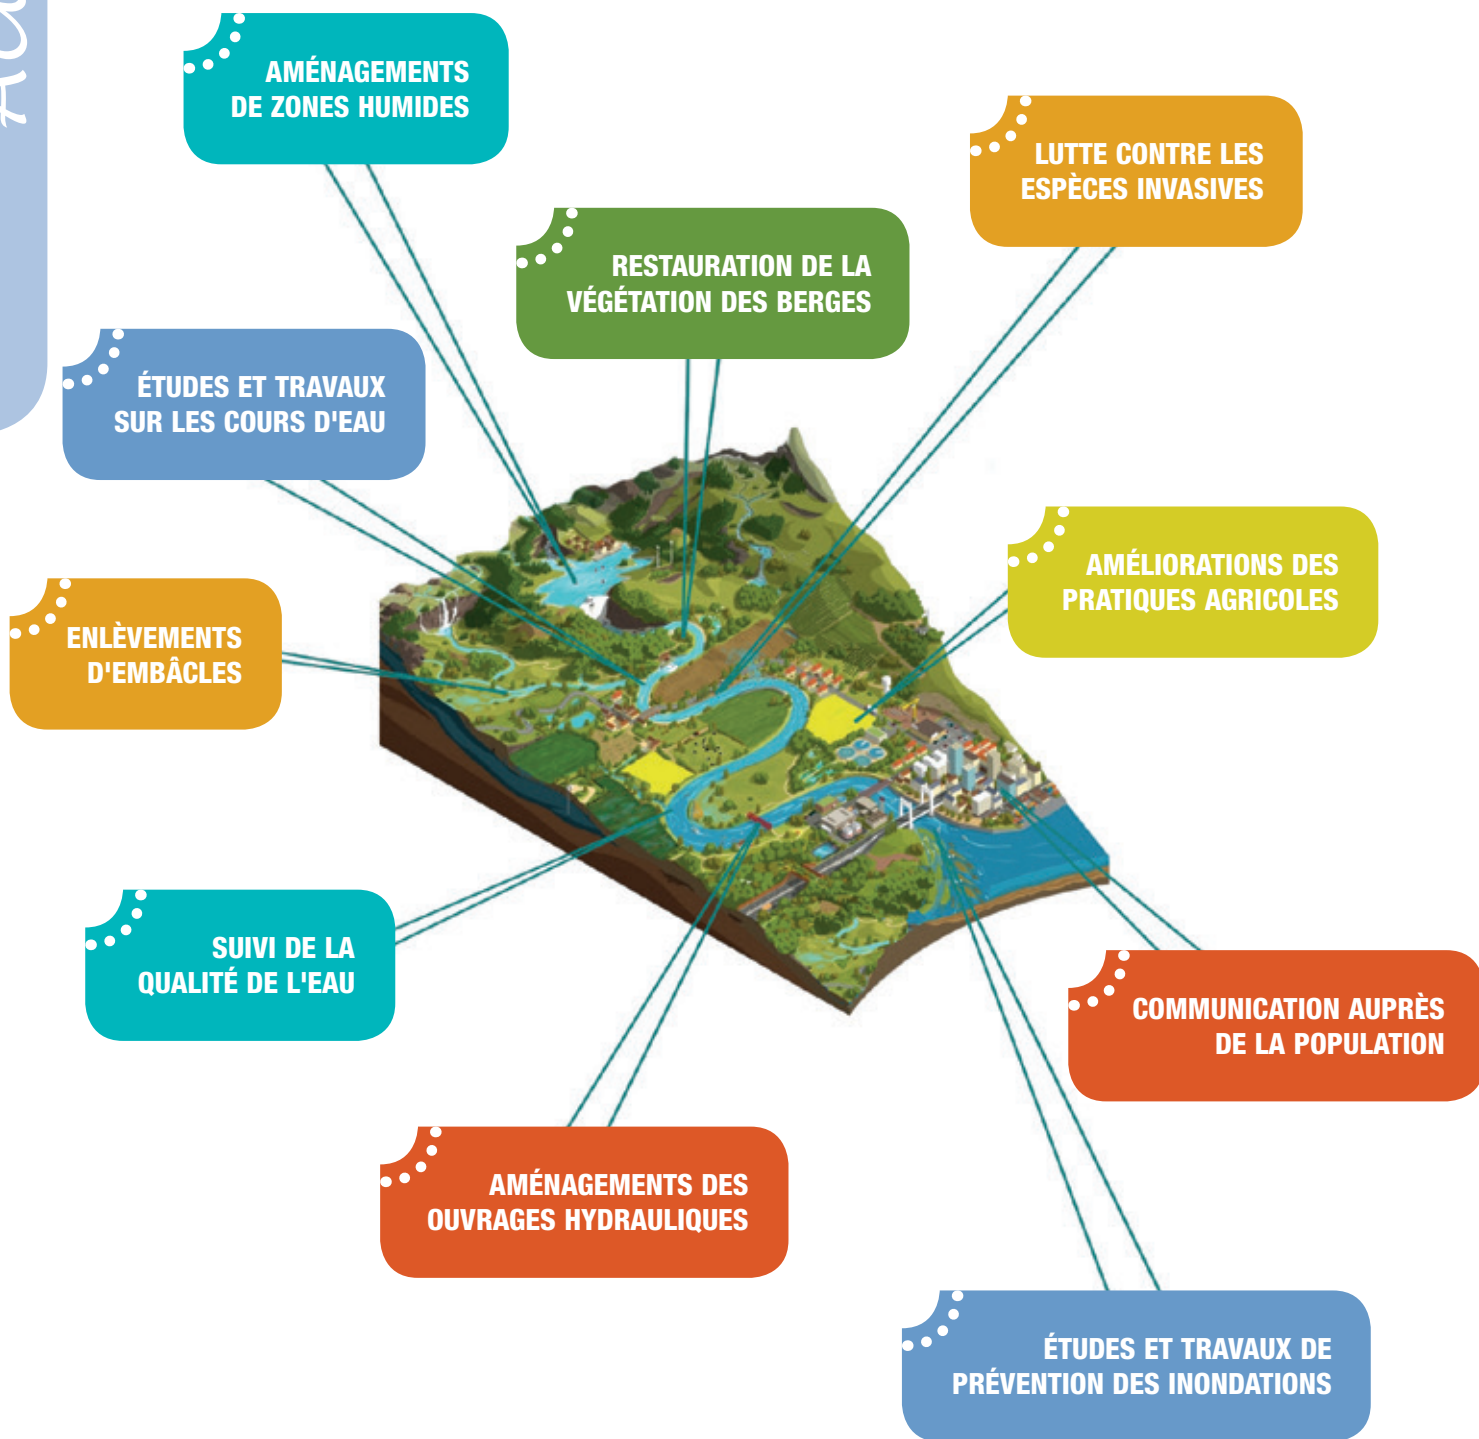 AMÉNAGEMENTS
DE ZONES HUMIDES
LUTTE CONTRE LES
ESPÈCES INVASIVES
RESTAURATION DE LA
VÉGÉTATION DES BERGES
ÉTUDES ET TRAVAUX
SUR LES COURS D'EAU
AMÉLIORATIONS DES
PRATIQUES AGRICOLES
ENLÈVEMENTS
D'EMBÂCLES
SUIVI DE LA
QUALITÉ DE L'EAU
COMMUNICATION AUPRÈS
DE LA POPULATION
AMÉNAGEMENTS DES
OUVRAGES HYDRAULIQUES
ÉTUDES ET TRAVAUX DE
PRÉVENTION DES INONDATIONS